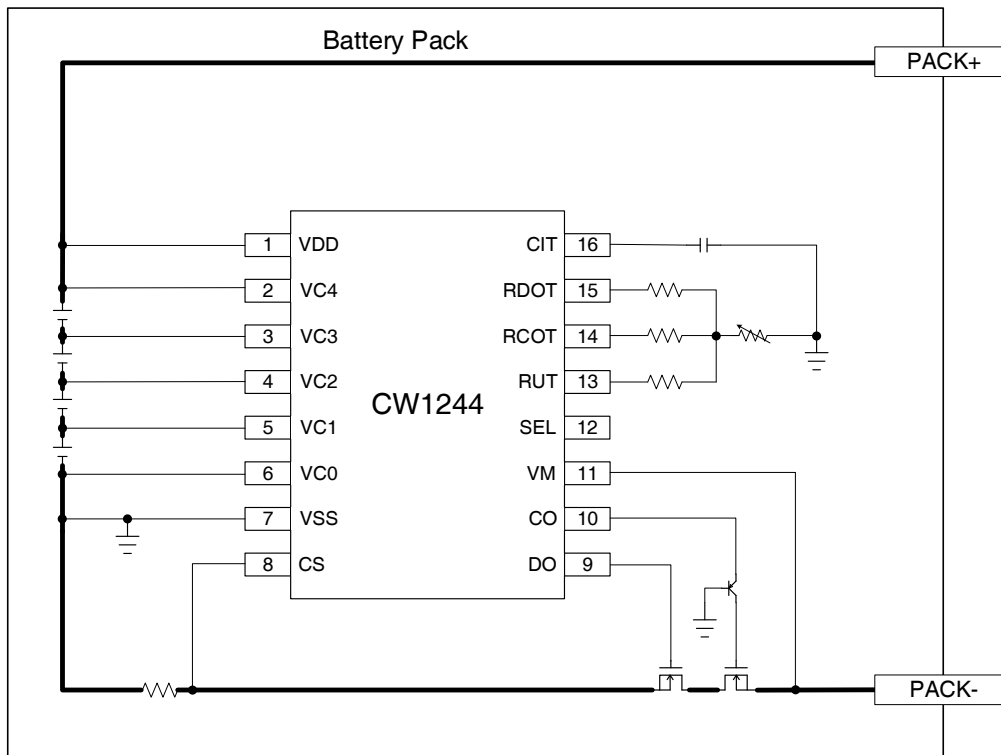 Battery Pack
PACK+
1 VDD CIT 16
2 VC4 RDOT 15
3 VC3 RCOT 14
4 VC2 RUT 13
CW1244
5 VC1 SEL 12
6 VC0 VM 11
7 VSS CO 10
8 CS DO 9
PACK-